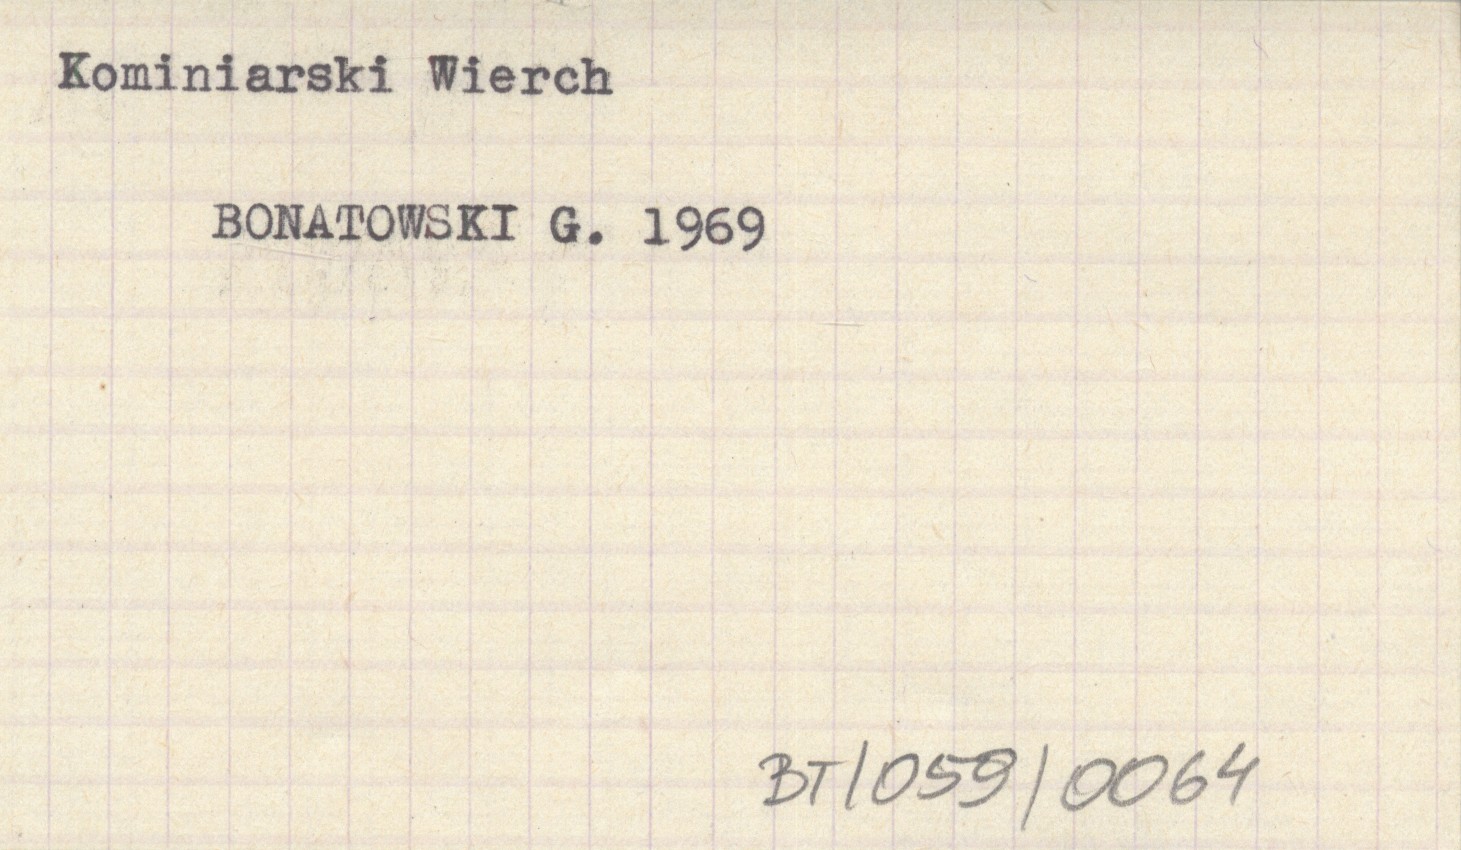 Kominiarski Wierch
BONATOWSKI G. 1969
BT/059/0064